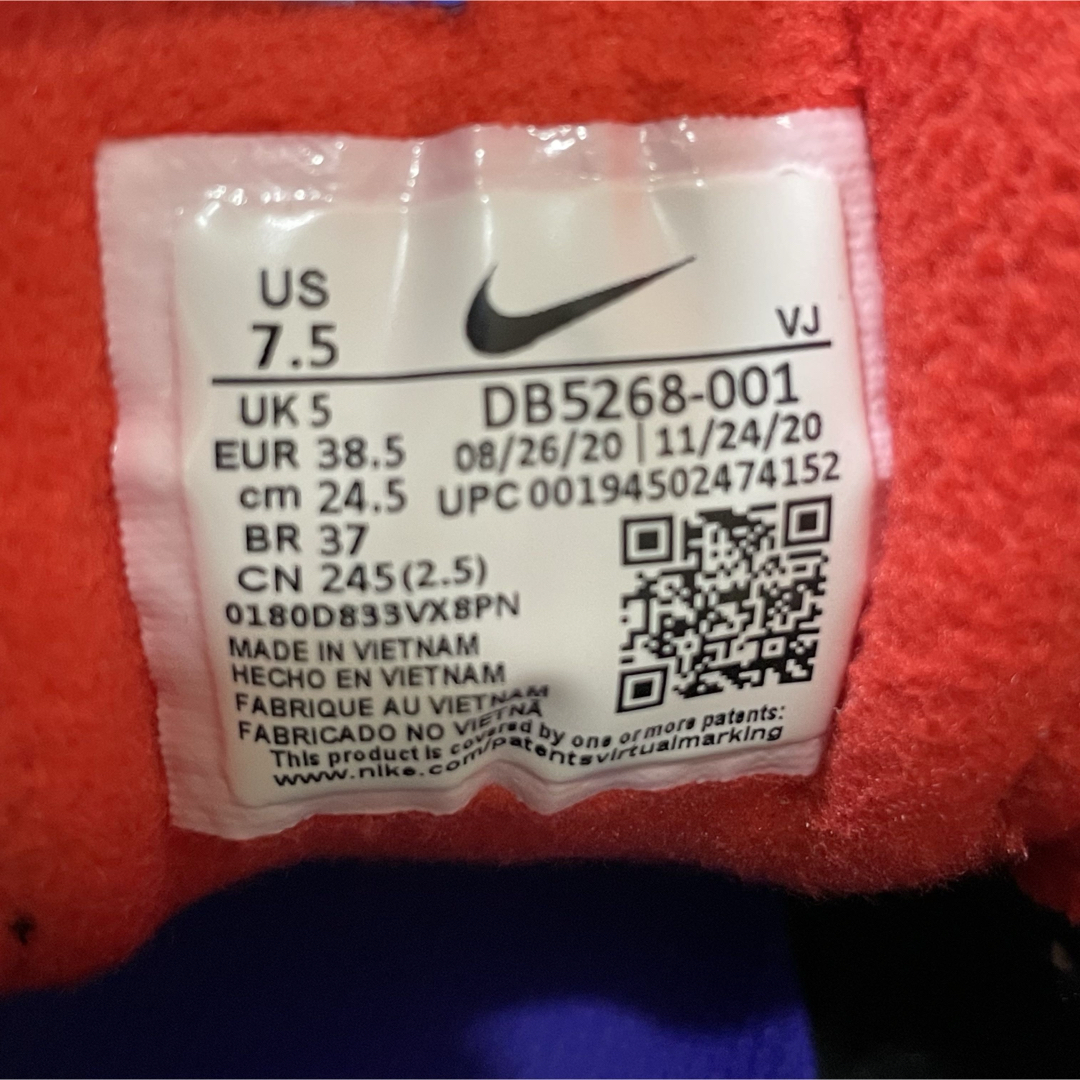 US
7.5
VJ
UK 5
EUR 38.5
cm 24.5
BR 37
CN 245(2.5)
DB5268-001
08/26/20 | 11/24/20
UPC 00194502474152
0180D833VX8PN
MADE IN VIETNAM
HECHO EN VIETNAM
FABRIQUE AU VIETNAM
FABRICADO NO VIETNÃ
This product is covered by one or more patents:
www.nike.com/patentsvirtualmarking